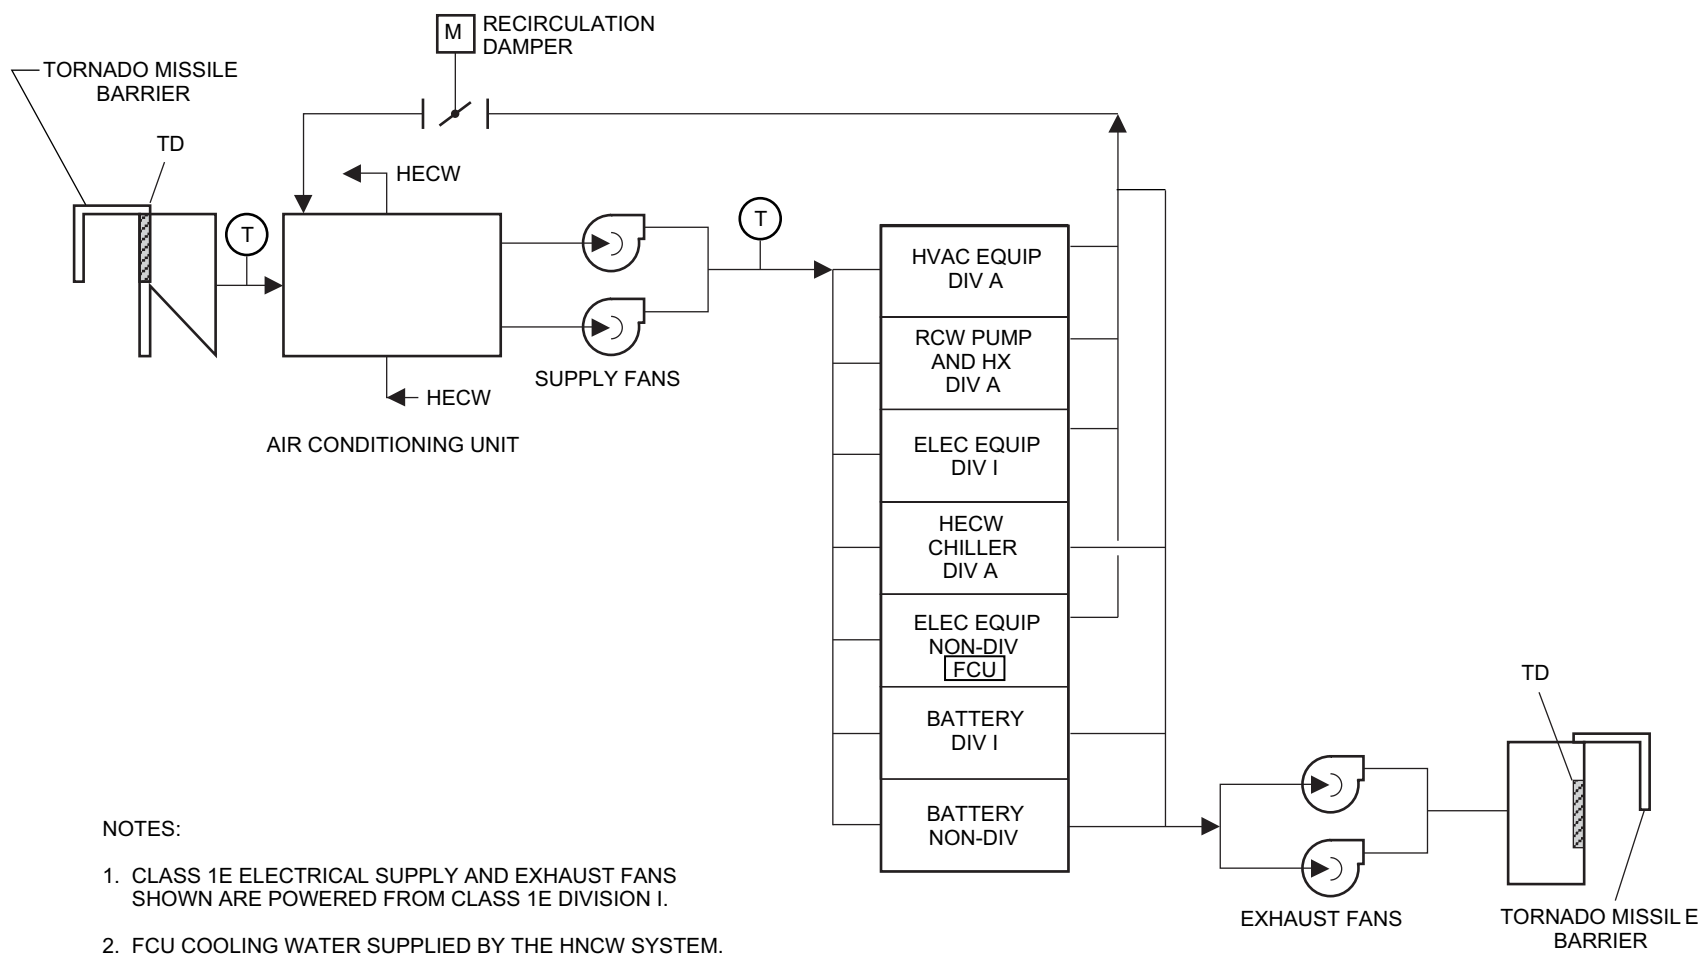 M
RECIRCULATION
DAMPER
TORNADO MISSILE
BARRIER
TD
HECW
T
T
HECW
SUPPLY FANS
AIR CONDITIONING UNIT
HVAC EQUIP
DIV A
RCW PUMP
AND HX
DIV A
ELEC EQUIP
DIV I
HECW
CHILLER
DIV A
ELEC EQUIP
NON-DIV
FCU
BATTERY
DIV I
BATTERY
NON-DIV
TD
EXHAUST FANS
TORNADO MISSILE
BARRIER
NOTES:
1. CLASS 1E ELECTRICAL SUPPLY AND EXHAUST FANS
SHOWN ARE POWERED FROM CLASS 1E DIVISION I.
2. FCU COOLING WATER SUPPLIED BY THE HNCW SYSTEM.